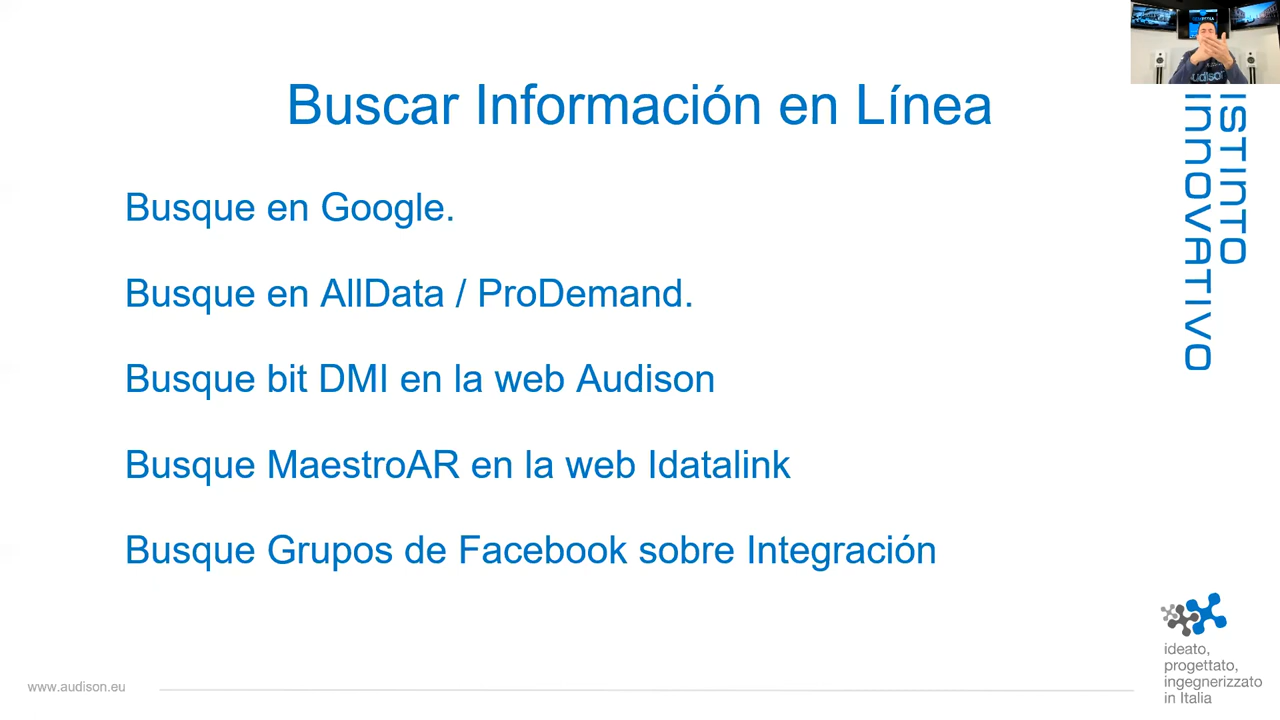 Buscar Información en Línea
Busque en Google.
Busque en AllData / ProDemand.
Busque bit DMI en la web Audison
Busque MaestroAR en la web Idatalink
Busque Grupos de Facebook sobre Integración
ISTINTO
INNOVATIVO
audison
ideato,
progettato,
ingegnerizzato
in Italia
www.audison.eu